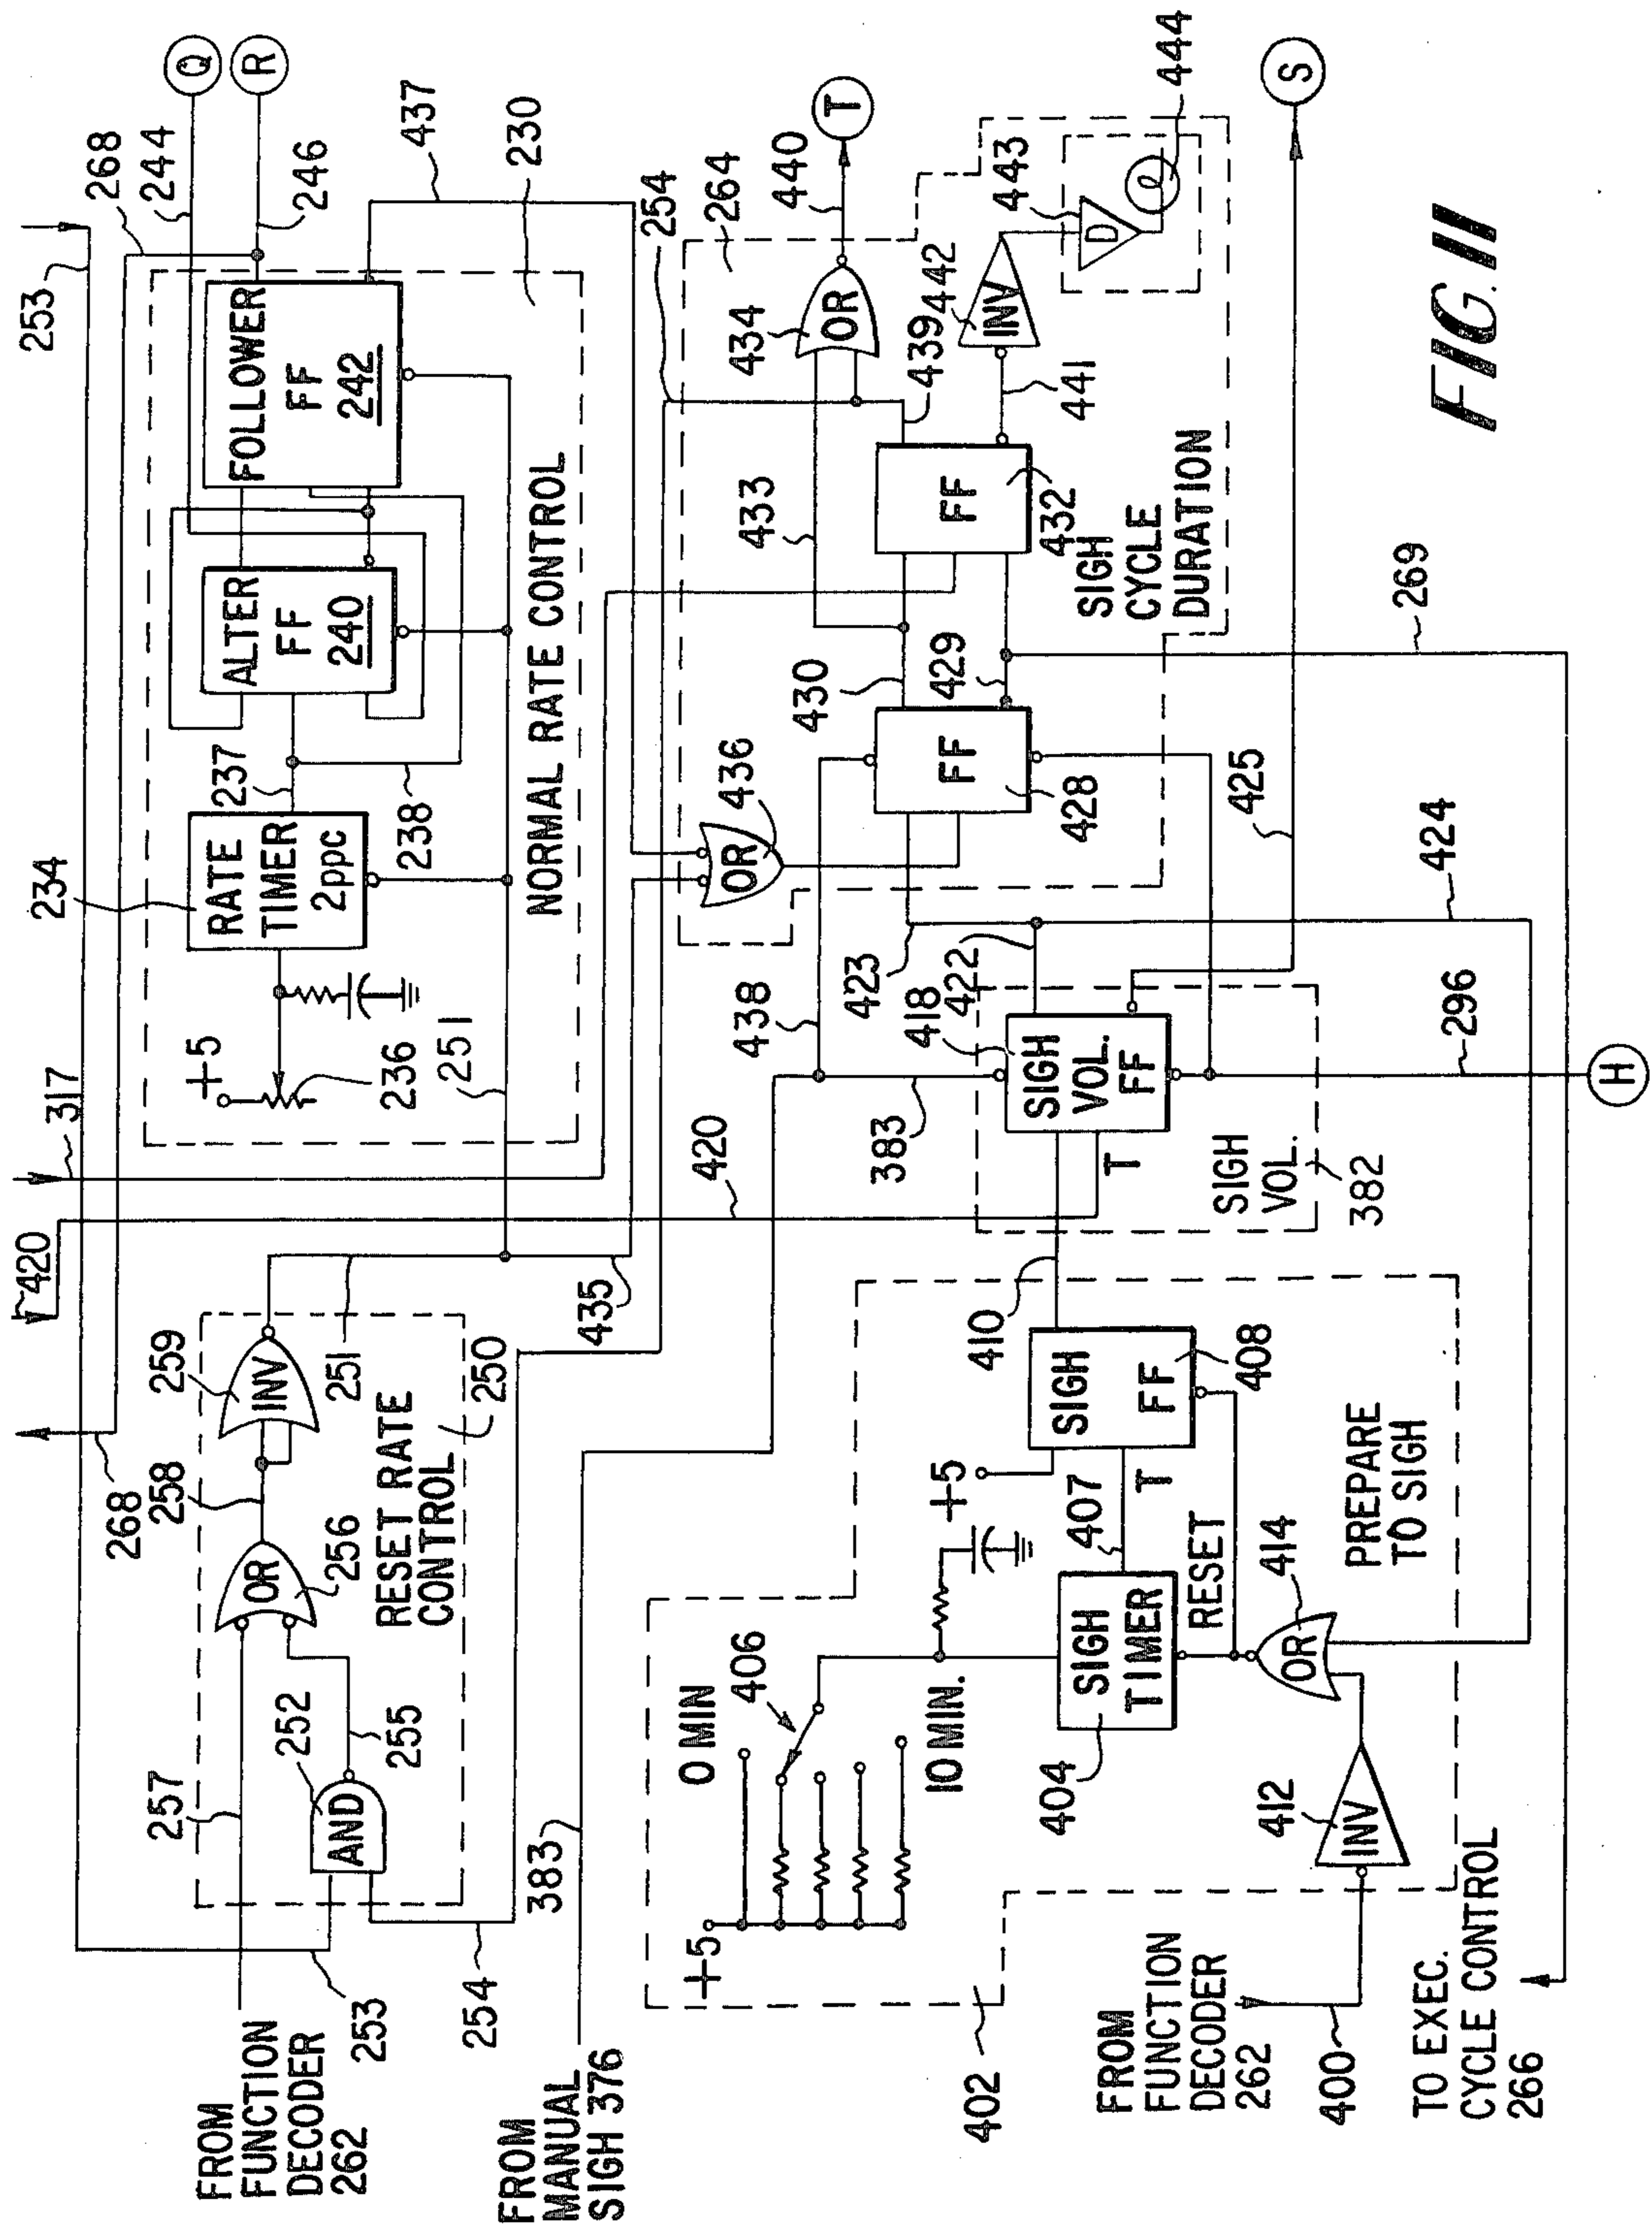 FROM
FUNCTION
DECODER
262
257
253
254
252
AND
255
OR
256
258
259
INV
251
250
RESET RATE
CONTROL
268
420
317
253
268
244
246
Q
R
437
230
234
RATE
TIMER
2ppc
237
238
ALTER
FF
240
FOLLOWER
FF
242
+5
236
251
NORMAL RATE CONTROL
435
FROM
MANUAL
SIGH 376
383
420
438
383
OR
436
264
254
430
429
FF
428
433
FF
432
439
434
OR
440
T
442
INV
441
443
D
444
SIGH
CYCLE
DURATION
269
423
422
418
SIGH
VOL.
FF
T
SIGH
VOL.
382
425
S
424
296
H
402
+5
0 MIN
406
10 MIN.
+5
404
SIGH
TIMER
407
T
SIGH
FF
408
410
RESET
OR
414
412
INV
PREPARE
TO SIGH
FROM
FUNCTION
DECODER
262
400
TO EXEC.
CYCLE CONTROL
266
FIG. 11